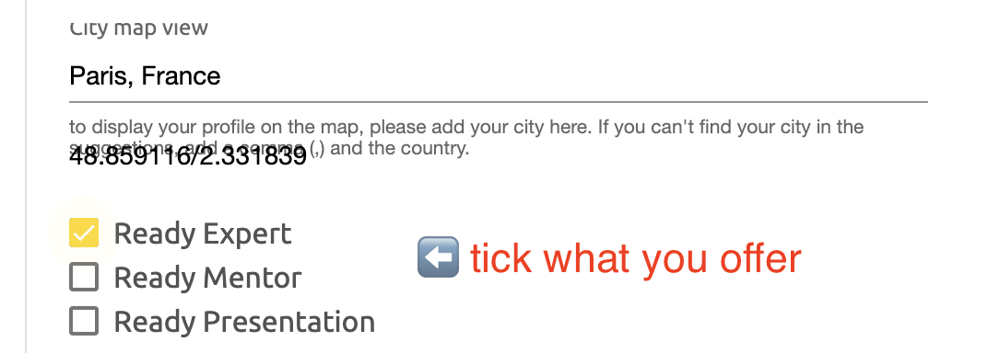 City map view
Paris, France
to display your profile on the map, please add your city here. If you can't find your city in the
suggestions, add a comma (,) and the country.
48.859116/2.331839
Ready Expert
tick what you offer
Ready Mentor
Ready Presentation